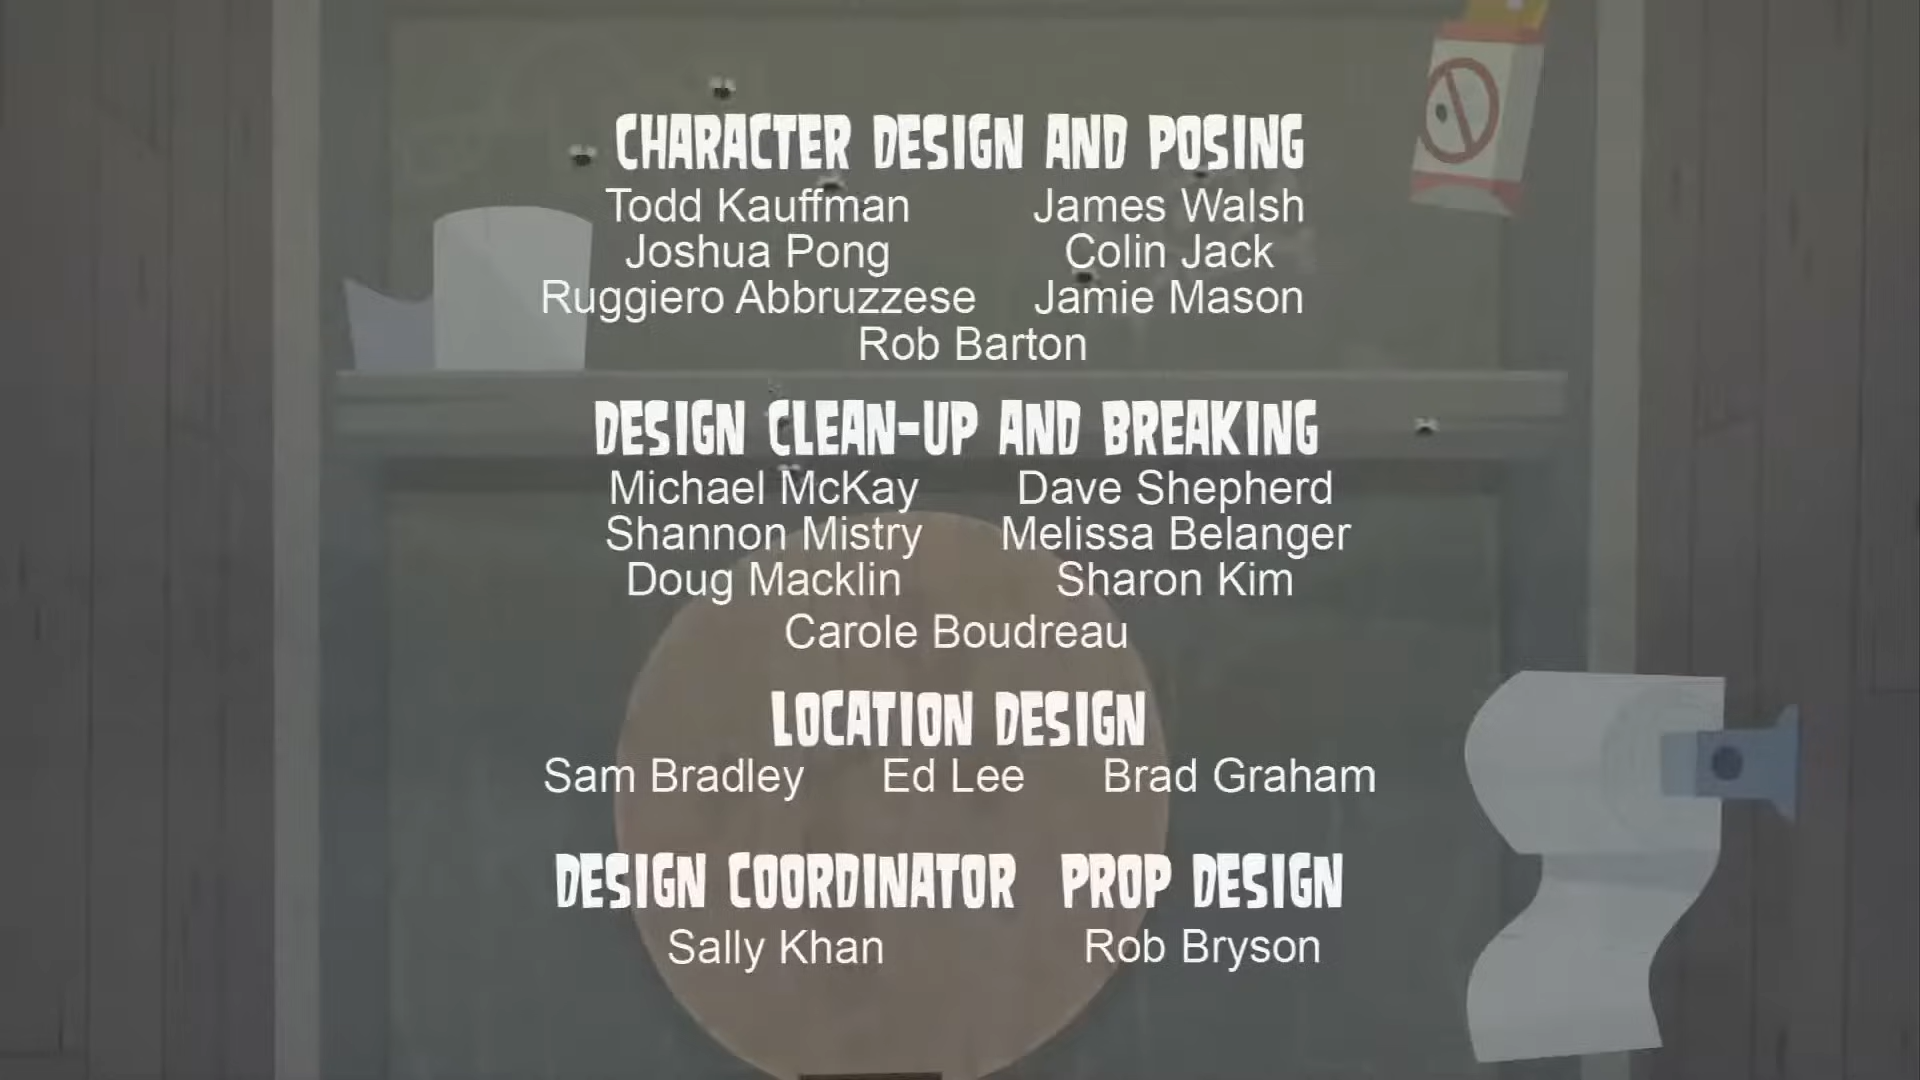 CHARACTER DESIGN AND POSING
Todd Kauffman James Walsh
Joshua Pong Colin Jack
Ruggiero Abbruzzese Jamie Mason
Rob Barton
DESIGN CLEAN-UP AND BREAKING
Michael McKay Dave Shepherd
Shannon Mistry Melissa Belanger
Doug Macklin Sharon Kim
Carole Boudreau
LOCATION DESIGN
Sam Bradley Ed Lee Brad Graham
DESIGN COORDINATOR PROP DESIGN
Sally Khan Rob Bryson